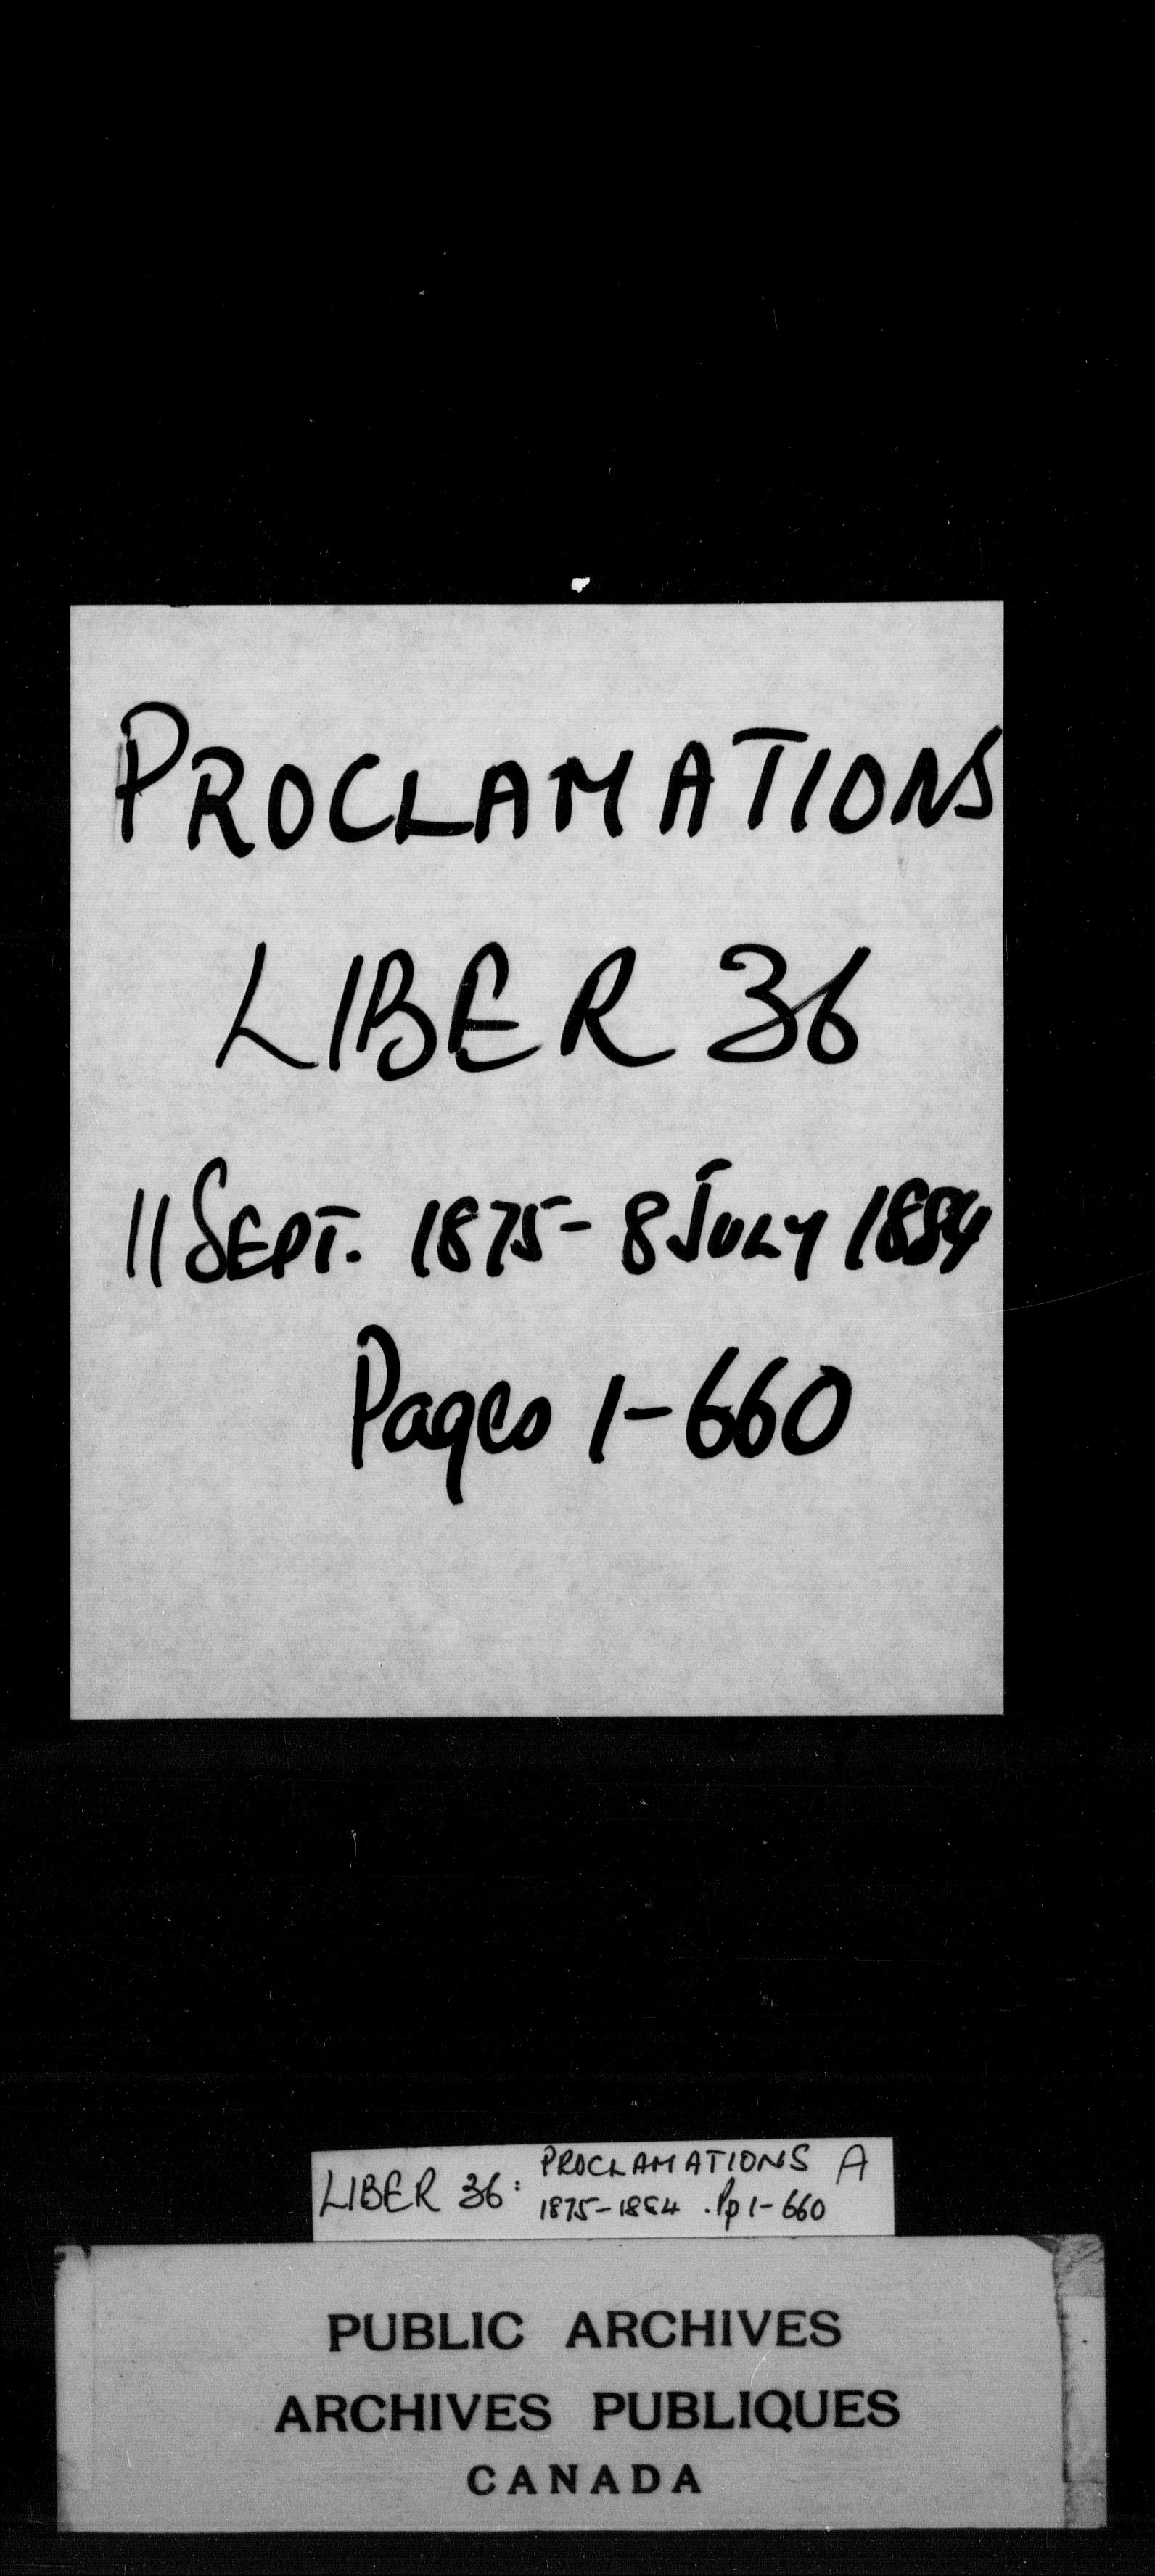 PROCLAMATIONS
LIBER 36
11 SEPT. 1875 - 8 JULY 1884
Pages 1-660
LIBER 36: PROCLAMATIONS A
1875-1884 . Pp 1-660
PUBLIC ARCHIVES
ARCHIVES PUBLIQUES
CANADA